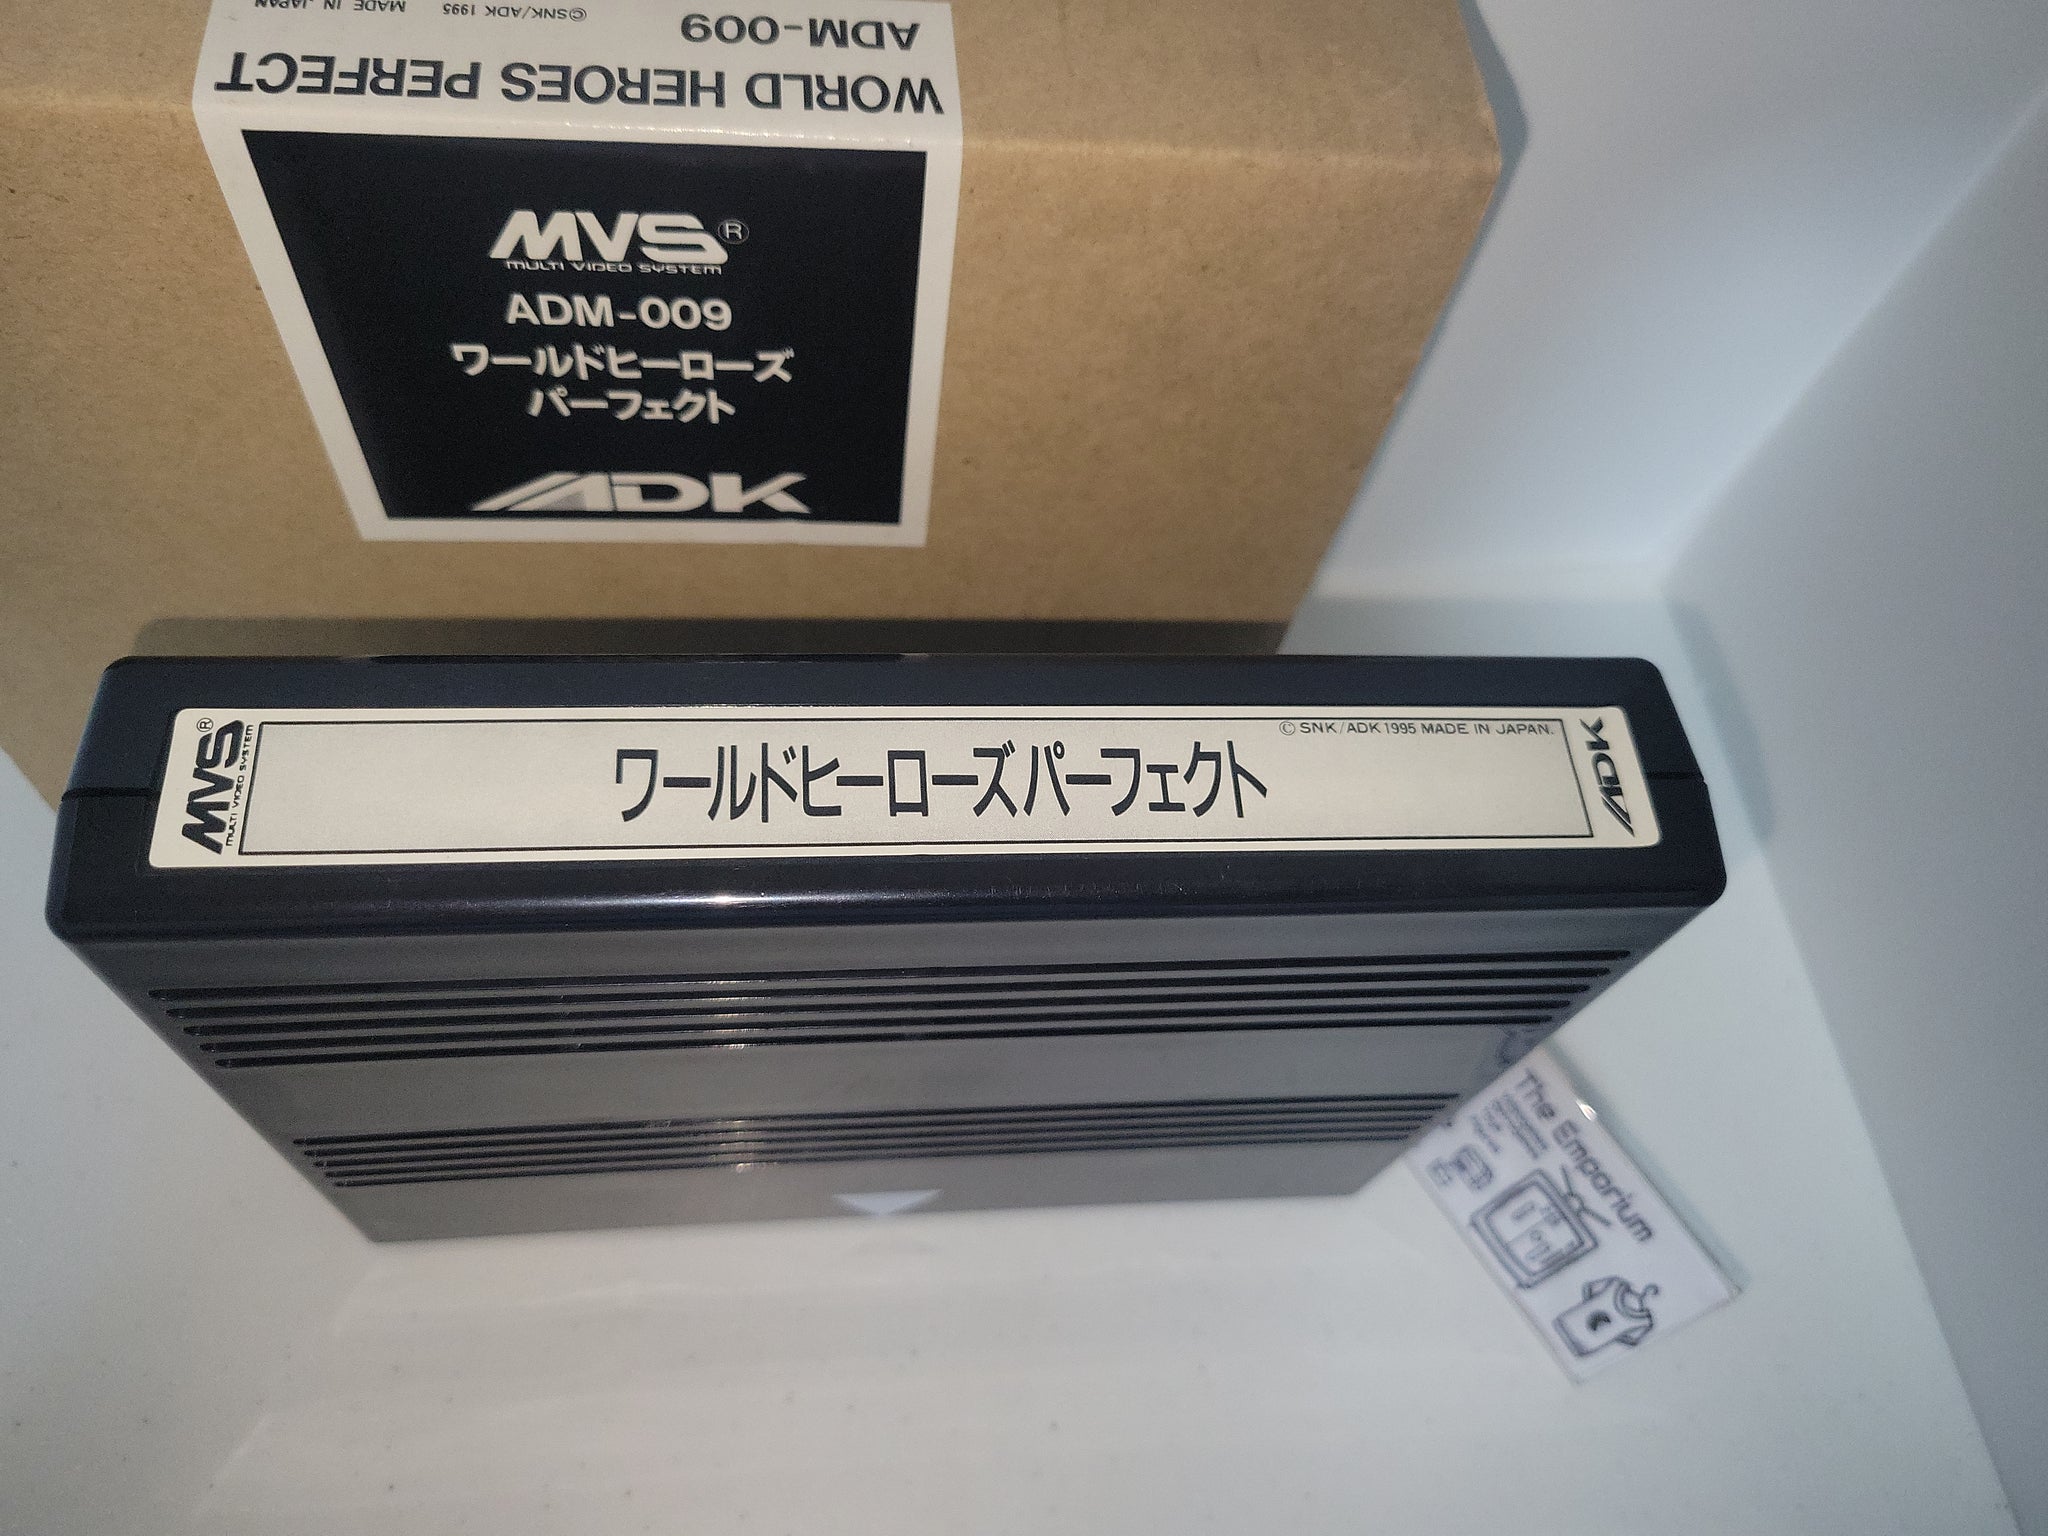 ©SNK/ADK 1995 MADE IN JAPAN
ADM-009
WORLD HEROES PERFECT
MVS®
MULTI VIDEO SYSTEM
ADM-009
ワールドヒーローズ
パーフェクト
ADK
MVS®
MULTI VIDEO SYSTEM
©SNK/ADK 1995 MADE IN JAPAN.
ワールドヒーローズパーフェクト
ADK
The Emporium